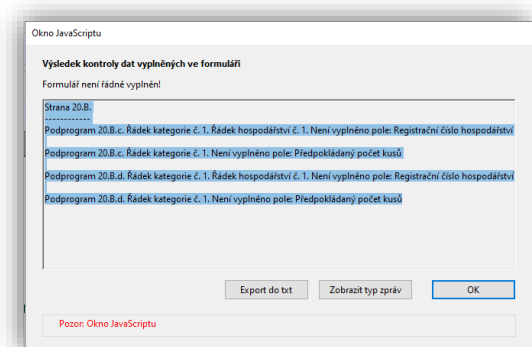 Okno JavaScriptu
Výsledek kontroly dat vyplněných ve formuláři
Formulář není řádně vyplněn!
Strana 20.B.
------------
Podprogram 20.B.c. Řádek kategorie č. 1. Řádek hospodářství č. 1. Není vyplněno pole: Registrační číslo hospodářství
Podprogram 20.B.c. Řádek kategorie č. 1. Není vyplněno pole: Předpokládaný počet kusů
Podprogram 20.B.d. Řádek kategorie č. 1. Řádek hospodářství č. 1. Není vyplněno pole: Registrační číslo hospodářství
Podprogram 20.B.d. Řádek kategorie č. 1. Není vyplněno pole: Předpokládaný počet kusů
Export do txt
Zobrazit typ zpráv
OK
Pozor: Okno JavaScriptu